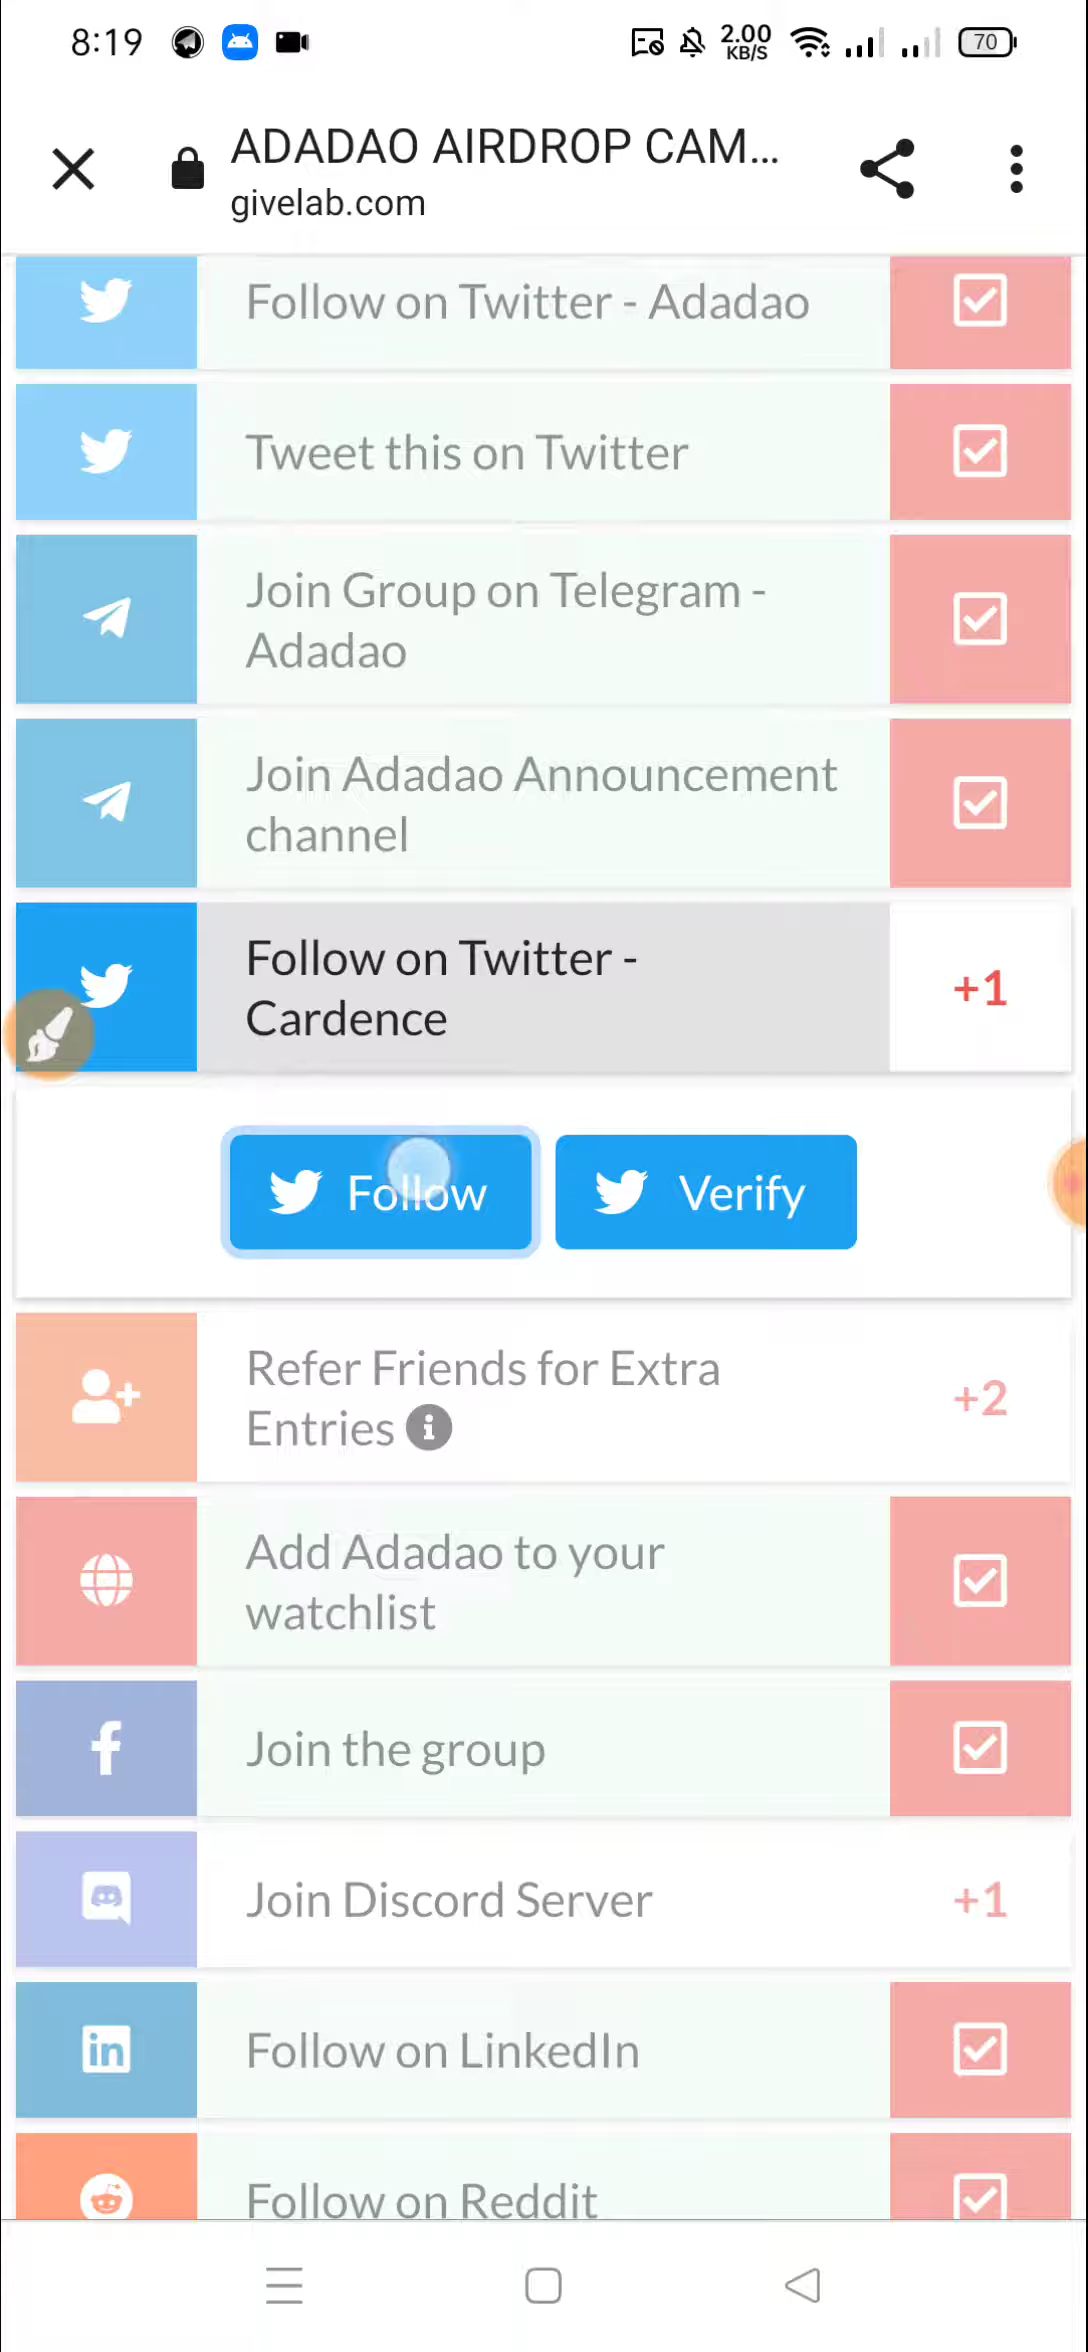 8:19
2.00
KB/S
70
ADADAO AIRDROP CAM...
givelab.com
Follow on Twitter - Adadao
Tweet this on Twitter
Join Group on Telegram -
Adadao
Join Adadao Announcement
channel
Follow on Twitter -
Cardence
+1
Follow
Verify
Refer Friends for Extra
Entries
+2
Add Adadao to your
watchlist
Join the group
Join Discord Server
+1
Follow on LinkedIn
Follow on Reddit